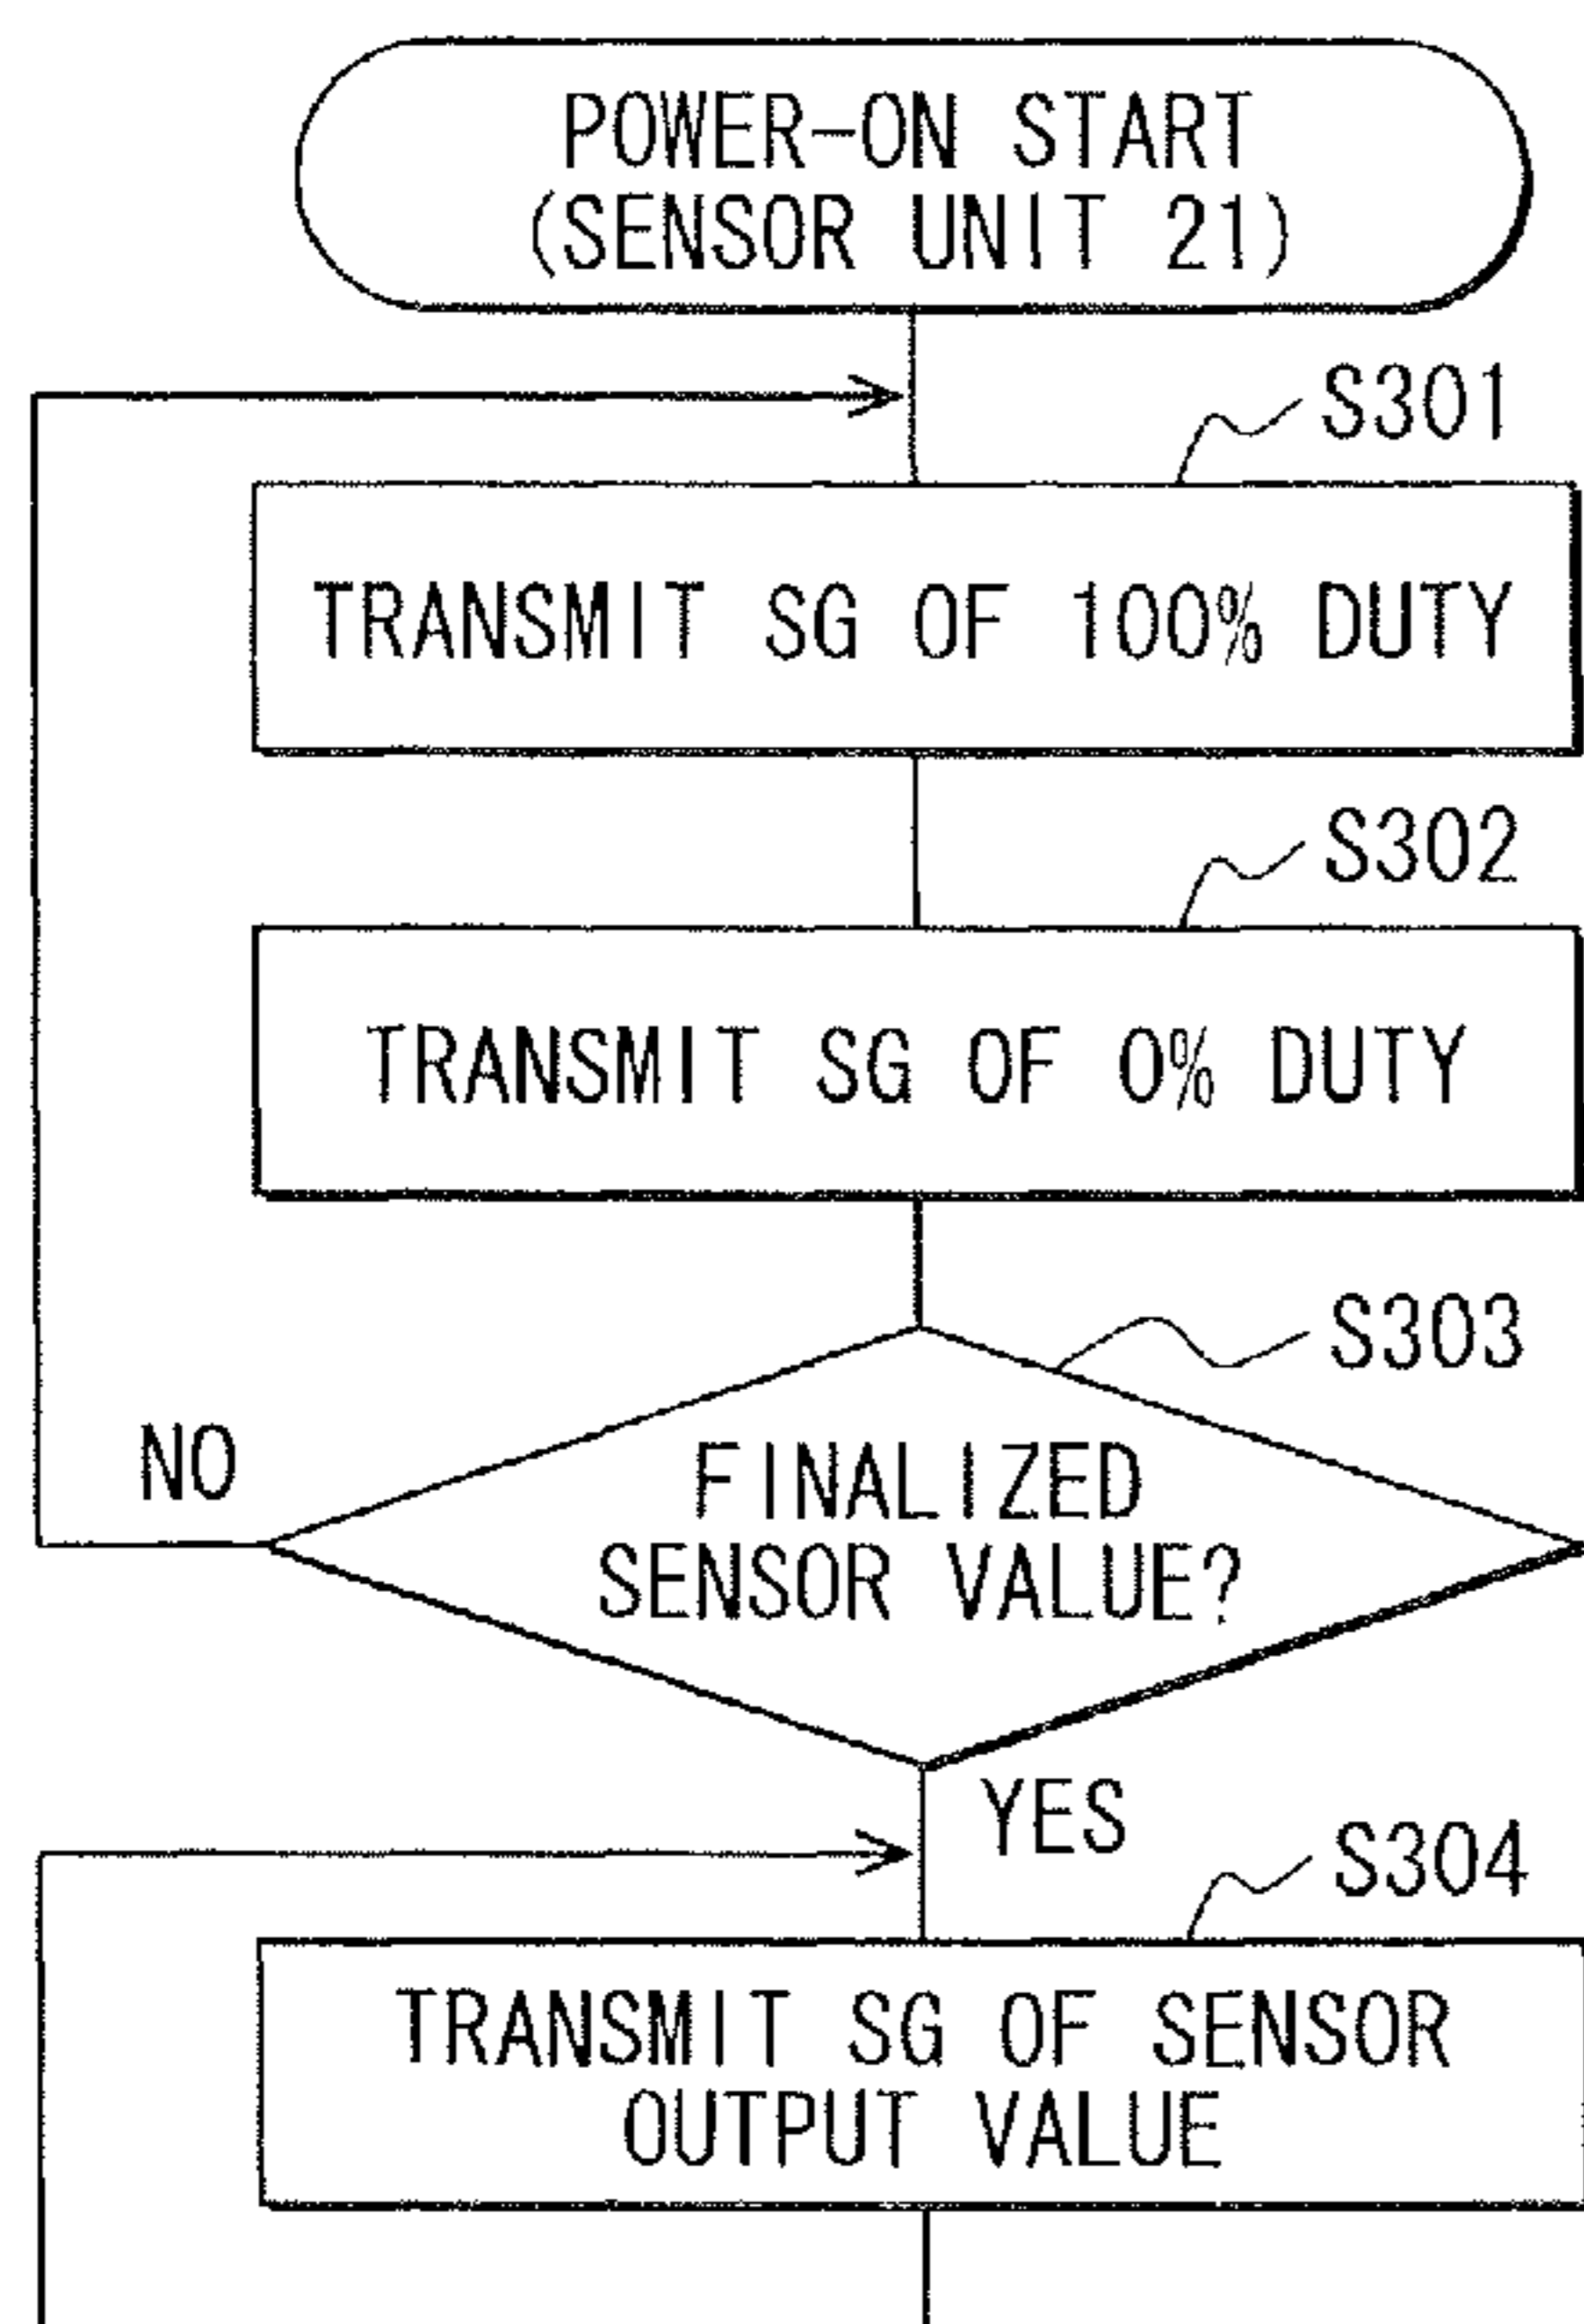 POWER-ON START
(SENSOR UNIT 21)
S301
TRANSMIT SG OF 100% DUTY
S302
TRANSMIT SG OF 0% DUTY
S303
NO
FINALIZED
SENSOR VALUE?
YES
S304
TRANSMIT SG OF SENSOR
OUTPUT VALUE